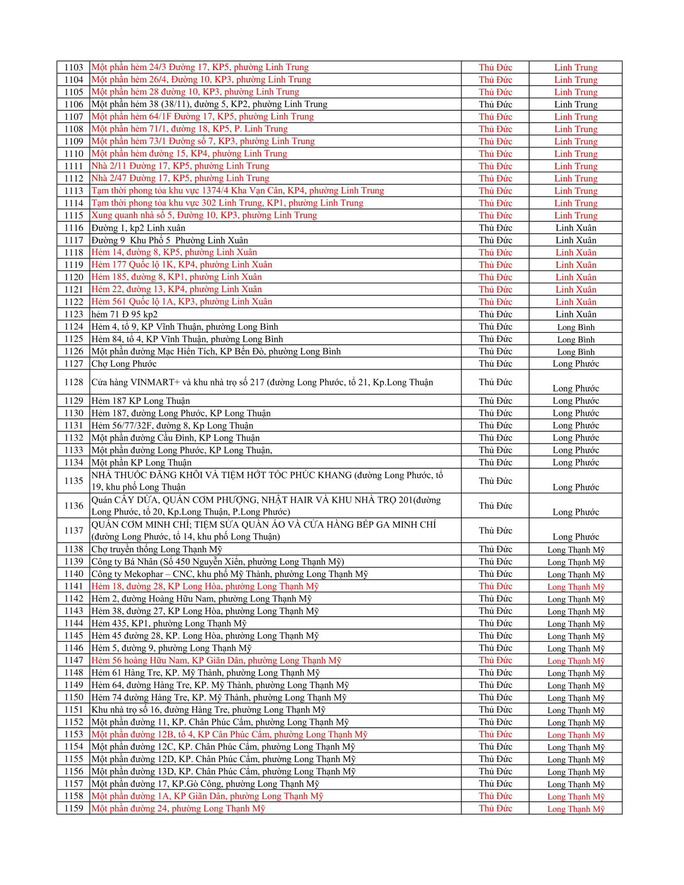 1103 Một phần hẻm 24/3 Đường 17, KP5, phường Linh Trung Thủ Đức Linh Trung
1104 Một phần hẻm 26/4, Đường 10, KP3, phường Linh Trung Thủ Đức Linh Trung
1105 Một phần hẻm 28 đường 10, KP3, phường Linh Trung Thủ Đức Linh Trung
1106 Một phần hẻm 38 (38/11), đường 5, KP2, phường Linh Trung Thủ Đức Linh Trung
1107 Một phần hẻm 64/1F Đường 17, KP5, phường Linh Trung Thủ Đức Linh Trung
1108 Một phần hẻm 71/1, đường 18, KP5, P. Linh Trung Thủ Đức Linh Trung
1109 Một phần hẻm 73/1 Đường số 7, KP3, phường Linh Trung Thủ Đức Linh Trung
1110 Một phần hẻm đường 15, KP4, phường Linh Trung Thủ Đức Linh Trung
1111 Nhà 2/11 Đường 17, KP5, phường Linh Trung Thủ Đức Linh Trung
1112 Nhà 2/47 Đường 17, KP5, phường Linh Trung Thủ Đức Linh Trung
1113 Tạm thời phong tỏa khu vực 1374/4 Kha Vạn Cân, KP4, phường Linh Trung Thủ Đức Linh Trung
1114 Tạm thời phong tỏa khu vực 302 Linh Trung, KP1, phường Linh Trung Thủ Đức Linh Trung
1115 Xung quanh nhà số 5, Đường 10, KP3, phường Linh Trung Thủ Đức Linh Trung
1116 Đường 1, kp2 Linh xuân Thủ Đức Linh Xuân
1117 Đường 9 Khu Phố 5 Phường Linh Xuân Thủ Đức Linh Xuân
1118 Hẻm 14, đường 8, KP5, phường Linh Xuân Thủ Đức Linh Xuân
1119 Hẻm 177 Quốc lộ 1K, KP4, phường Linh Xuân Thủ Đức Linh Xuân
1120 Hẻm 185, đường 8, KP1, phường Linh Xuân Thủ Đức Linh Xuân
1121 Hẻm 22, đường 13, KP4, phường Linh Xuân Thủ Đức Linh Xuân
1122 Hẻm 561 Quốc lộ 1A, KP3, phường Linh Xuân Thủ Đức Linh Xuân
1123 hẻm 71 Đ 95 kp2 Thủ Đức Linh Xuân
1124 Hẻm 4, tổ 9, KP Vĩnh Thuận, phường Long Bình Thủ Đức Long Bình
1125 Hẻm 84, tổ 4, KP Vĩnh Thuận, phường Long Bình Thủ Đức Long Bình
1126 Một phần đường Mạc Hiển Tích, KP Bến Đò, phường Long Bình Thủ Đức Long Bình
1127 Chợ Long Phước Thủ Đức Long Phước
1128 Cửa hàng VINMART+ và khu nhà trọ số 217 (đường Long Phước, tổ 21, Kp.Long Thuận Thủ Đức Long Phước
1129 Hẻm 187 KP Long Thuận Thủ Đức Long Phước
1130 Hẻm 187, đường Long Phước, KP Long Thuận Thủ Đức Long Phước
1131 Hẻm 56/77/32F, đường 8, Kp Long Thuận Thủ Đức Long Phước
1132 Một phần đường Cầu Đình, KP Long Thuận Thủ Đức Long Phước
1133 Một phần đường Long Phước, KP Long Thuận, Thủ Đức Long Phước
1134 Một phần KP Long Thuận Thủ Đức Long Phước
1135 NHÀ THUỐC ĐĂNG KHÔI VÀ TIỆM HỚT TÓC PHÚC KHANG (đường Long Phước, tổ
19, khu phố Long Thuận Thủ Đức Long Phước
1136 Quán CÂY DỪA, QUÁN CƠM PHƯỢNG, NHẬT HAIR VÀ KHU NHÀ TRỌ 201(đường
Long Phước, tổ 20, Kp.Long Thuận, P.Long Phước) Thủ Đức Long Phước
1137 QUÁN CƠM MINH CHÍ; TIỆM SỬA QUẦN ÁO VÀ CỬA HÀNG BẾP GA MINH CHÍ
(đường Long Phước, tổ 14, khu phố Long Thuận) Thủ Đức Long Phước
1138 Chợ truyền thống Long Thạnh Mỹ Thủ Đức Long Thạnh Mỹ
1139 Công ty Bá Nhân (Số 450 Nguyễn Xiển, phường Long Thạnh Mỹ) Thủ Đức Long Thạnh Mỹ
1140 Công ty Mekophar – CNC, khu phố Mỹ Thành, phường Long Thạnh Mỹ Thủ Đức Long Thạnh Mỹ
1141 Hẻm 18, đường 28, KP Long Hòa, phường Long Thạnh Mỹ Thủ Đức Long Thạnh Mỹ
1142 Hẻm 2, đường Hoàng Hữu Nam, phường Long Thạnh Mỹ Thủ Đức Long Thạnh Mỹ
1143 Hẻm 38, đường 27, KP Long Hòa, phường Long Thạnh Mỹ Thủ Đức Long Thạnh Mỹ
1144 Hẻm 435, KP1, phường Long Thạnh Mỹ Thủ Đức Long Thạnh Mỹ
1145 Hẻm 45 đường 28, KP. Long Hòa, phường Long Thạnh Mỹ Thủ Đức Long Thạnh Mỹ
1146 Hẻm 5, đường 9, phường Long Thạnh Mỹ Thủ Đức Long Thạnh Mỹ
1147 Hẻm 56 hoàng Hữu Nam, KP Giãn Dân, phường Long Thạnh Mỹ Thủ Đức Long Thạnh Mỹ
1148 Hẻm 61 Hàng Tre, KP. Mỹ Thành, phường Long Thạnh Mỹ Thủ Đức Long Thạnh Mỹ
1149 Hẻm 64, đường Hàng Tre, KP. Mỹ Thành, phường Long Thạnh Mỹ Thủ Đức Long Thạnh Mỹ
1150 Hẻm 74 đường Hàng Tre, KP. Mỹ Thành, phường Long Thạnh Mỹ Thủ Đức Long Thạnh Mỹ
1151 Khu nhà trọ số 16, đường Hàng Tre, phường Long Thạnh Mỹ Thủ Đức Long Thạnh Mỹ
1152 Một phần đường 11, KP. Chân Phúc Cẩm, phường Long Thạnh Mỹ Thủ Đức Long Thạnh Mỹ
1153 Một phần đường 12B, tổ 4, KP Cân Phúc Cẩm, phường Long Thạnh Mỹ Thủ Đức Long Thạnh Mỹ
1154 Một phần đường 12C, KP. Chân Phúc Cẩm, phường Long Thạnh Mỹ Thủ Đức Long Thạnh Mỹ
1155 Một phần đường 12D, KP. Chân Phúc Cẩm, phường Long Thạnh Mỹ Thủ Đức Long Thạnh Mỹ
1156 Một phần đường 13D, KP. Chân Phúc Cẩm, phường Long Thạnh Mỹ Thủ Đức Long Thạnh Mỹ
1157 Một phần đường 17, KP.Gò Công, phường Long Thạnh Mỹ Thủ Đức Long Thạnh Mỹ
1158 Một phần đường 1A, KP Giãn Dân, phường Long Thạnh Mỹ Thủ Đức Long Thạnh Mỹ
1159 Một phần đường 24, phường Long Thạnh Mỹ Thủ Đức Long Thạnh Mỹ